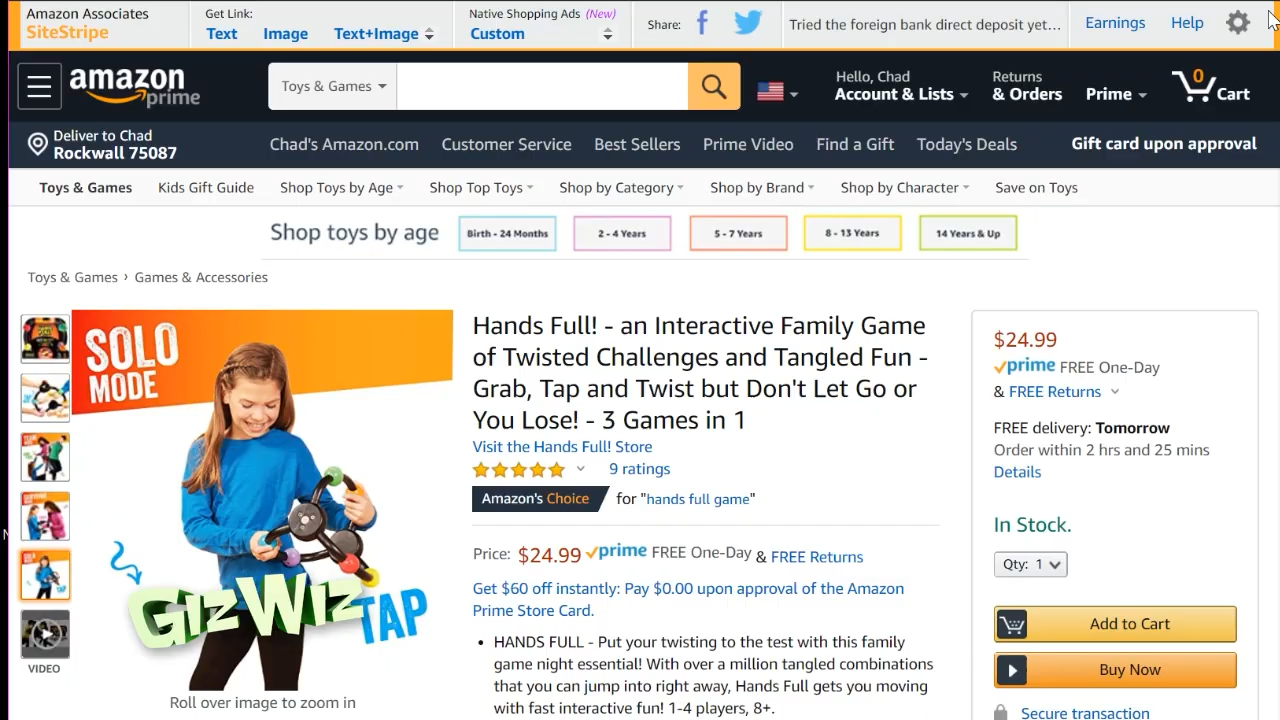 Amazon Associates
SiteStripe
Get Link:
Text Image Text+Image
Native Shopping Ads (New)
Custom
Share:
Tried the foreign bank direct deposit yet...
Earnings Help
amazon prime
Toys & Games
Hello, Chad
Account & Lists
Returns
& Orders
Prime
0
Cart
Deliver to Chad
Rockwall 75087
Chad's Amazon.com Customer Service Best Sellers Prime Video Find a Gift Today's Deals
Gift card upon approval
Toys & Games Kids Gift Guide Shop Toys by Age Shop Top Toys Shop by Category Shop by Brand Shop by Character Save on Toys
Shop toys by age
Birth - 24 Months 2 - 4 Years 5 - 7 Years 8 - 13 Years 14 Years & Up
Toys & Games › Games & Accessories
SOLO
MODE
GizWiz
TAP
VIDEO
Roll over image to zoom in
Hands Full! - an Interactive Family Game
of Twisted Challenges and Tangled Fun -
Grab, Tap and Twist but Don't Let Go or
You Lose! - 3 Games in 1
Visit the Hands Full! Store
9 ratings
Amazon's Choice for "hands full game"
Price: $24.99 prime FREE One-Day & FREE Returns
Get $60 off instantly: Pay $0.00 upon approval of the Amazon
Prime Store Card.
• HANDS FULL - Put your twisting to the test with this family
game night essential! With over a million tangled combinations
that you can jump into right away, Hands Full gets you moving
with fast interactive fun! 1-4 players, 8+.
$24.99
prime FREE One-Day
& FREE Returns
FREE delivery: Tomorrow
Order within 2 hrs and 25 mins
Details
In Stock.
Qty: 1
Add to Cart
Buy Now
Secure transaction